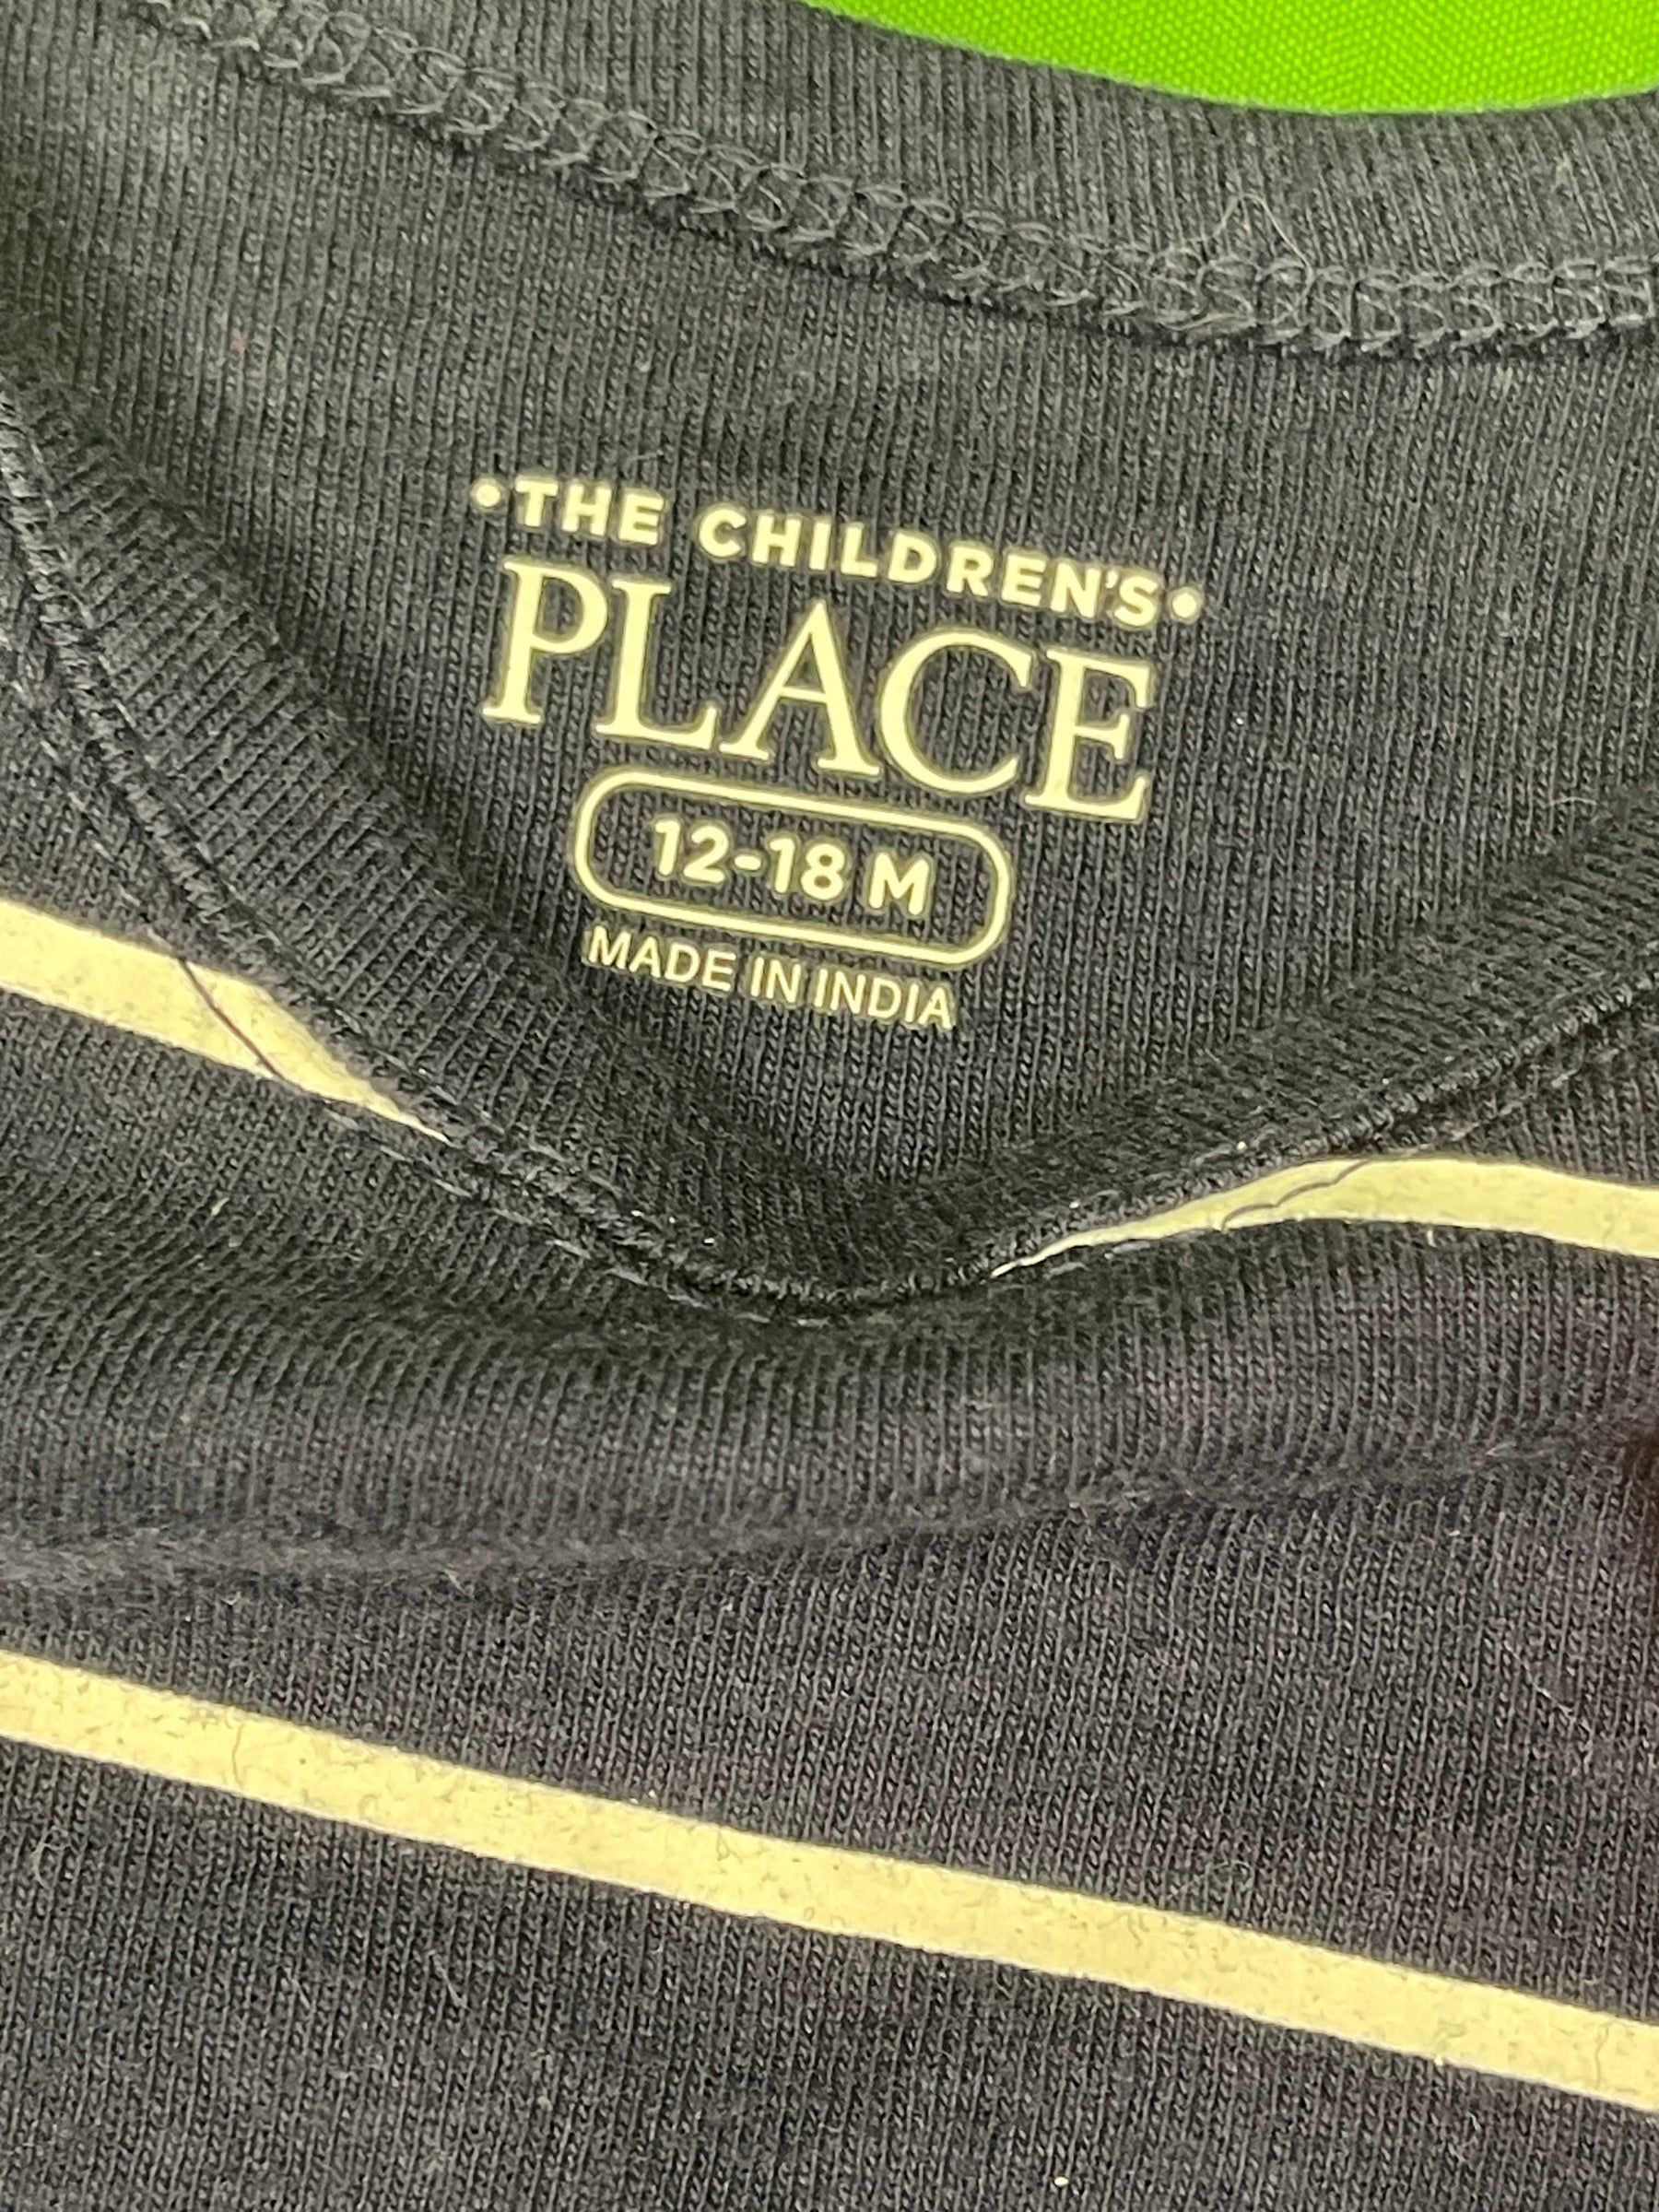 •THE CHILDREN'S•
PLACE
12-18 M
MADE IN INDIA